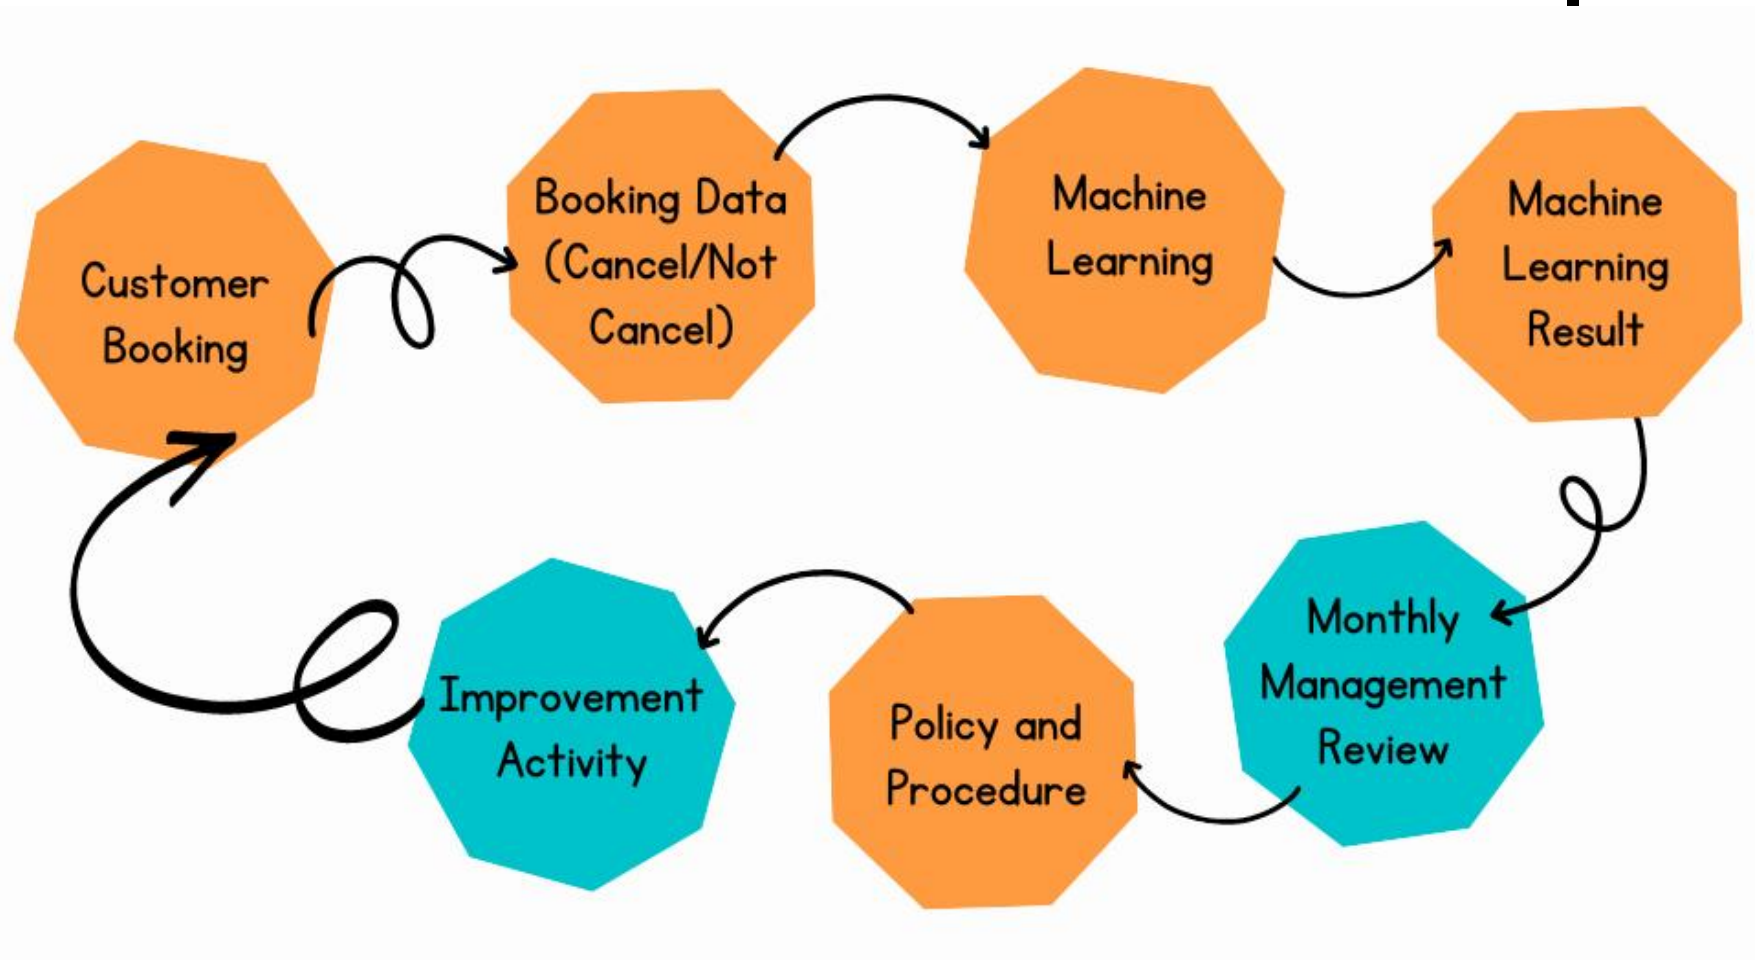 Customer
Booking
Booking Data
(Cancel/Not
Cancel)
Machine
Learning
Machine
Learning
Result
Monthly
Management
Review
Policy and
Procedure
Improvement
Activity